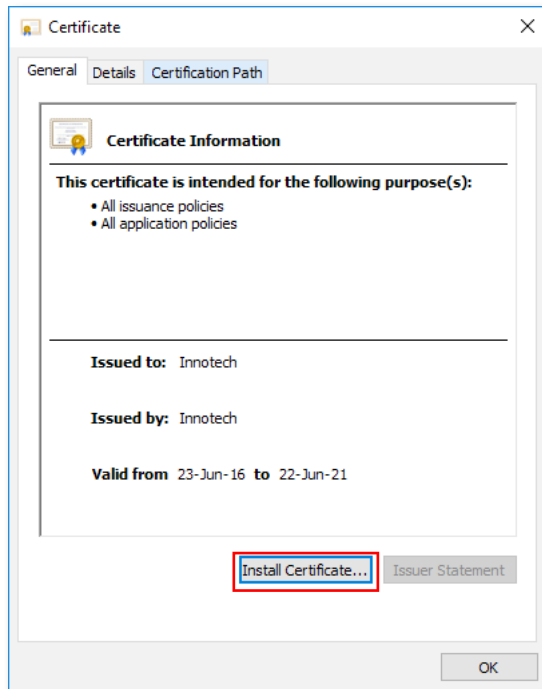 Certificate
General Details Certification Path
Certificate Information
This certificate is intended for the following purpose(s):
• All issuance policies
• All application policies
Issued to: Innotech
Issued by: Innotech
Valid from 23-Jun-16 to 22-Jun-21
Install Certificate... Issuer Statement
OK